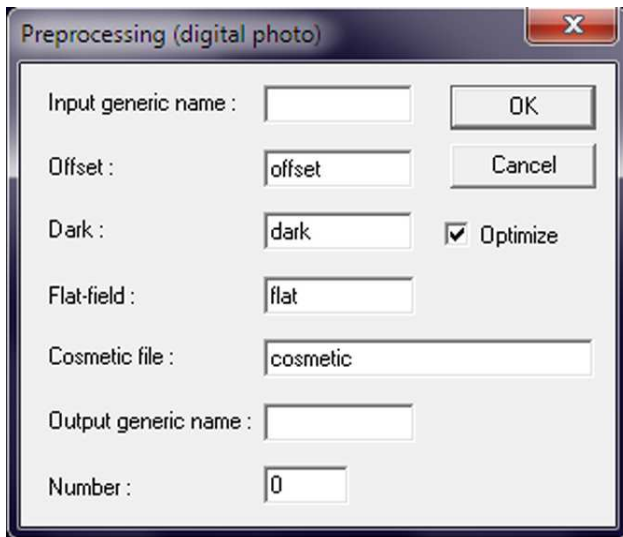 Preprocessing (digital photo)
Input generic name :
OK
Offset : offset
Cancel
Dark : dark
Optimize
Flat-field : flat
Cosmetic file : cosmetic
Output generic name :
Number : 0